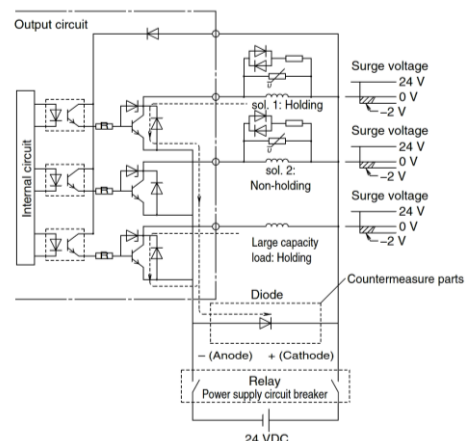 Output circuit
Internal circuit
sol. 1: Holding
U
sol. 2:
Non-holding
U
Large capacity
load: Holding
Surge voltage
24 V
0 V
–2 V
Surge voltage
24 V
0 V
–2 V
Surge voltage
24 V
0 V
–2 V
Countermeasure parts
Diode
– (Anode) + (Cathode)
Relay
Power supply circuit breaker
24 VDC